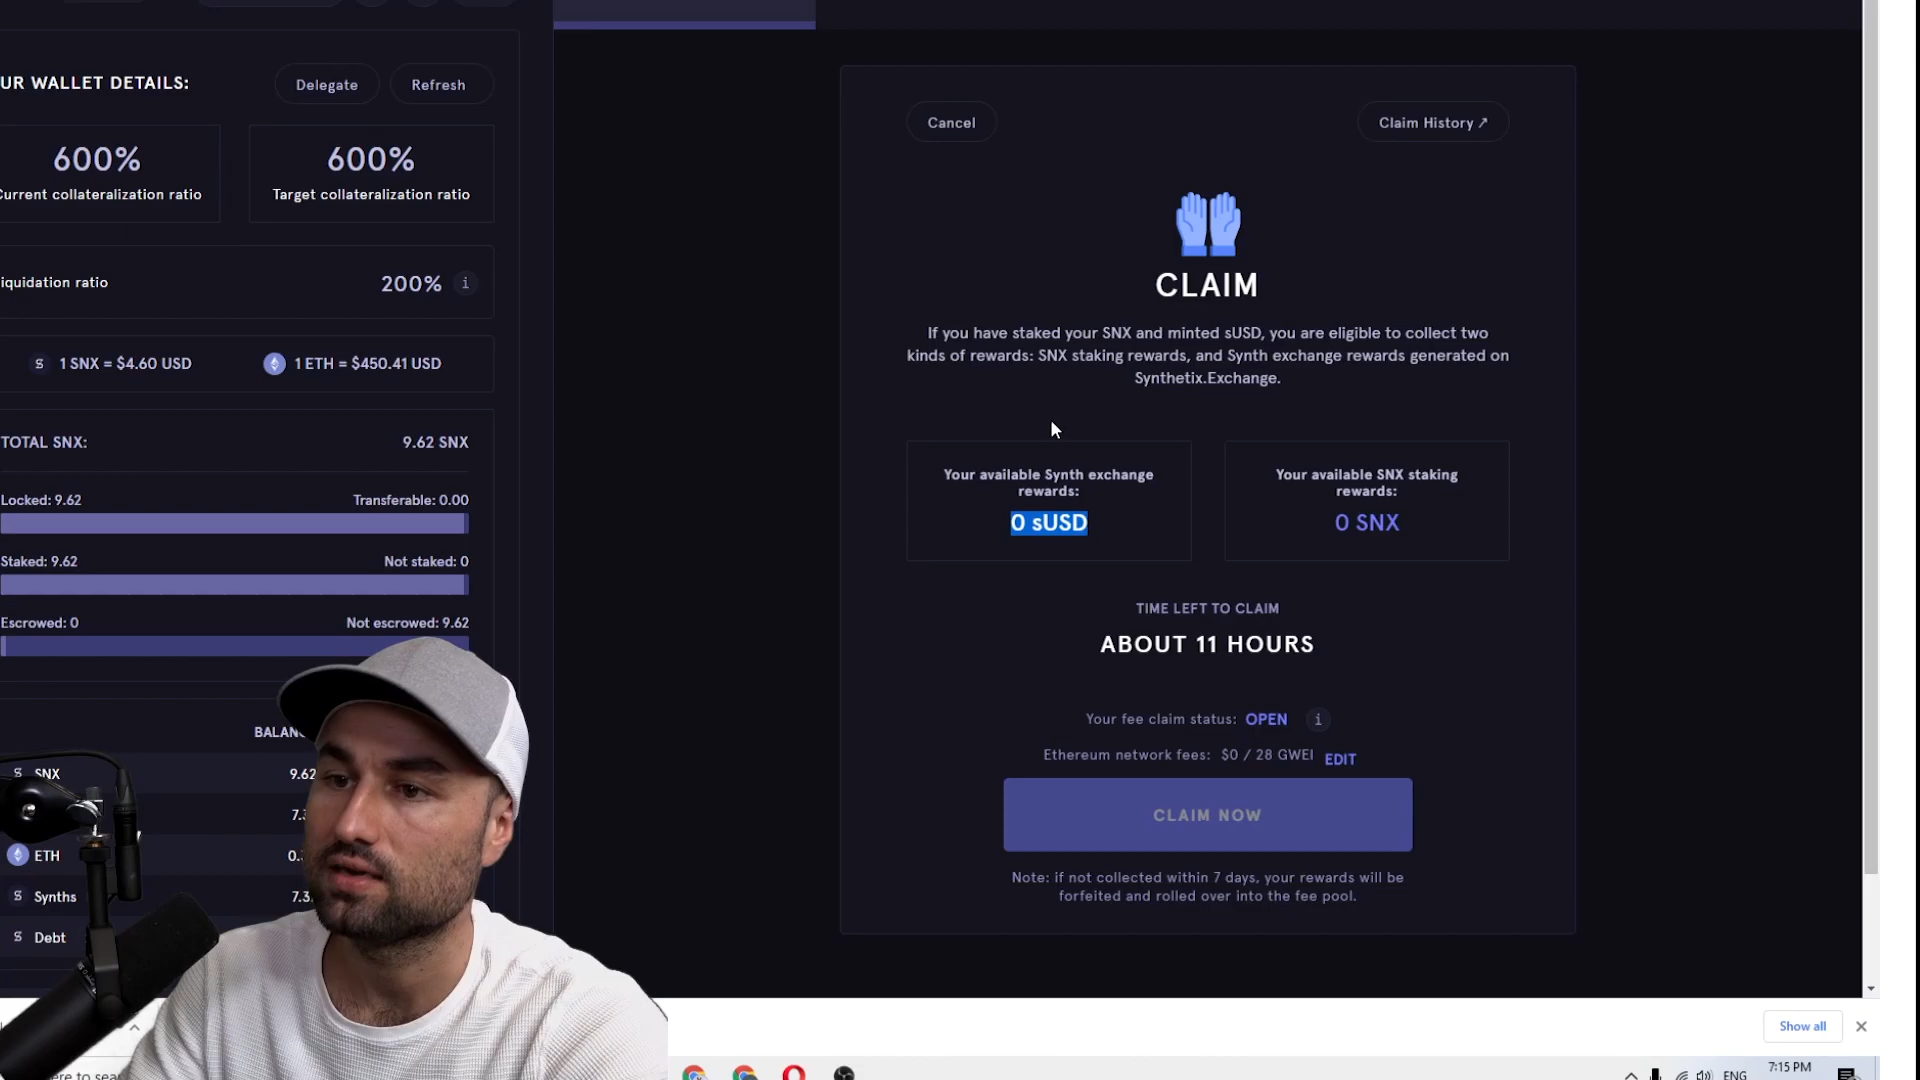 UR WALLET DETAILS:
Delegate
Refresh
600%
Current collateralization ratio
600%
Target collateralization ratio
iquidation ratio
200%
i
1 SNX = $4.60 USD
1 ETH = $450.41 USD
TOTAL SNX:
9.62 SNX
Locked: 9.62
Transferable: 0.00
Staked: 9.62
Not staked: 0
Escrowed: 0
Not escrowed: 9.62
SNX
9.62
7.3
ETH
0.
Synths
7.3
Debt
Cancel
Claim History ↗
CLAIM
If you have staked your SNX and minted sUSD, you are eligible to collect two
kinds of rewards: SNX staking rewards, and Synth exchange rewards generated on
Synthetix.Exchange.
Your available Synth exchange
rewards:
0 sUSD
Your available SNX staking
rewards:
0 SNX
TIME LEFT TO CLAIM
ABOUT 11 HOURS
Your fee claim status: OPEN i
Ethereum network fees: $0 / 28 GWEI EDIT
CLAIM NOW
Note: if not collected within 7 days, your rewards will be
forfeited and rolled over into the fee pool.
Show all
ENG
7:15 PM